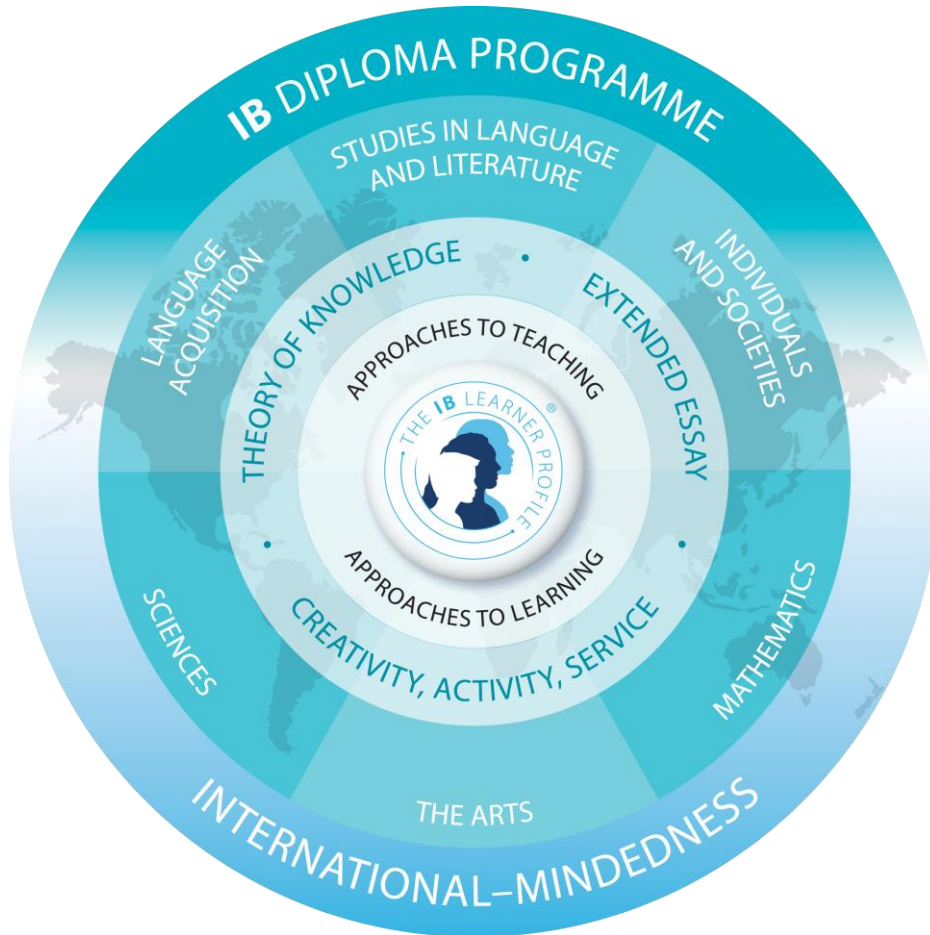 IB DIPLOMA PROGRAMME
STUDIES IN LANGUAGE
AND LITERATURE
LANGUAGE
ACQUISITION
INDIVIDUALS
AND SOCIETIES
THEORY OF KNOWLEDGE
•
EXTENDED ESSAY
APPROACHES TO TEACHING
THE IB LEARNER PROFILE®
APPROACHES TO LEARNING
•
CREATIVITY, ACTIVITY, SERVICE
•
SCIENCES
MATHEMATICS
THE ARTS
INTERNATIONAL–MINDEDNESS